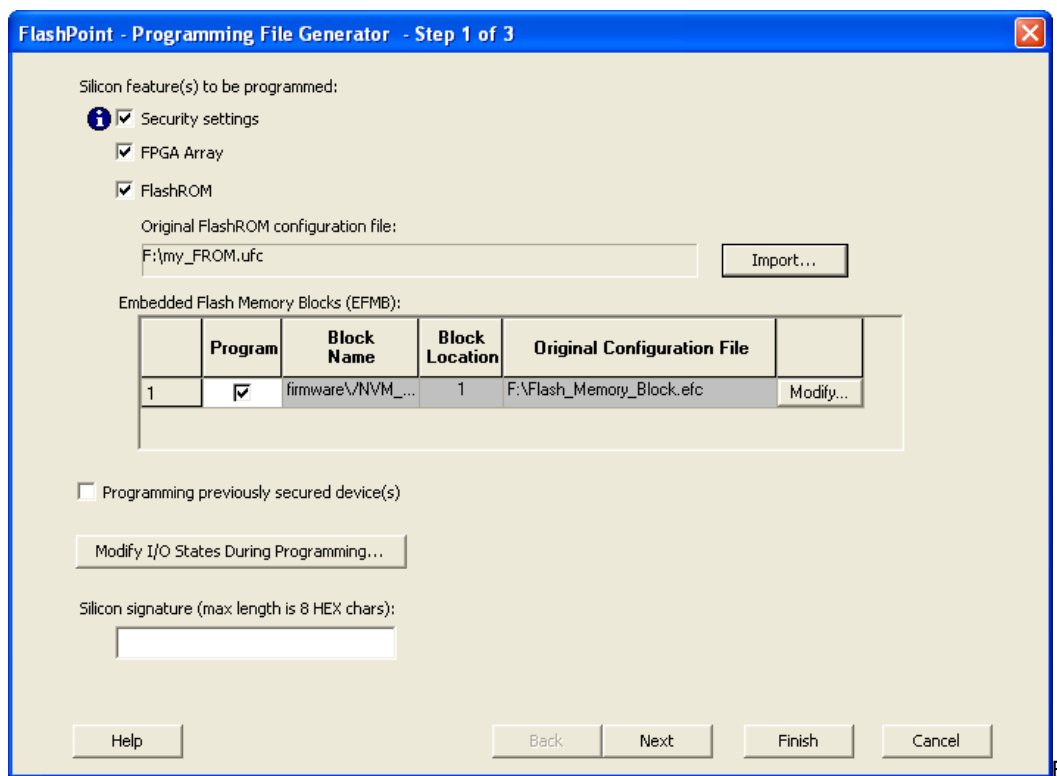 FlashPoint - Programming File Generator - Step 1 of 3
Silicon feature(s) to be programmed:
Security settings
FPGA Array
FlashROM
Original FlashROM configuration file:
F:\my_FROM.ufc
Import...
Embedded Flash Memory Blocks (EFMB):
Program Block Name Block Location Original Configuration File
1 firmware\/NVM_... 1 F:\Flash_Memory_Block.efc Modify...
Programming previously secured device(s)
Modify I/O States During Programming...
Silicon signature (max length is 8 HEX chars):
Help Back Next Finish Cancel